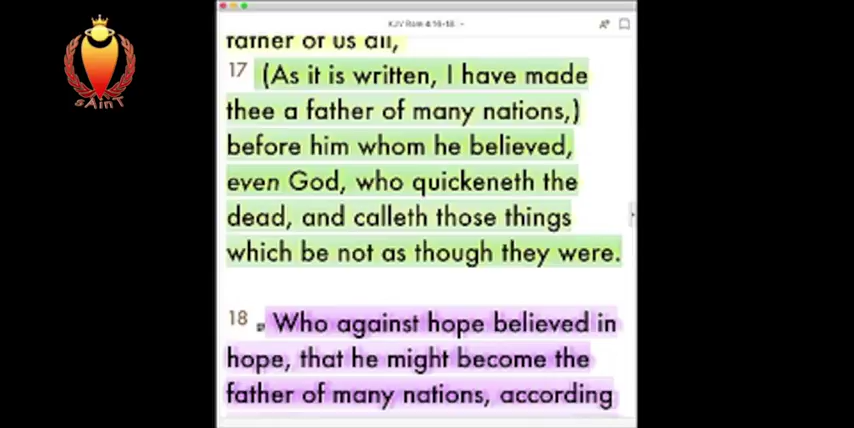 KJV Rom 4:16-18
father of us all,
17 (As it is written, I have made
thee a father of many nations,)
before him whom he believed,
even God, who quickeneth the
dead, and calleth those things
which be not as though they were.
18 Who against hope believed in
hope, that he might become the
father of many nations, according
sAinT